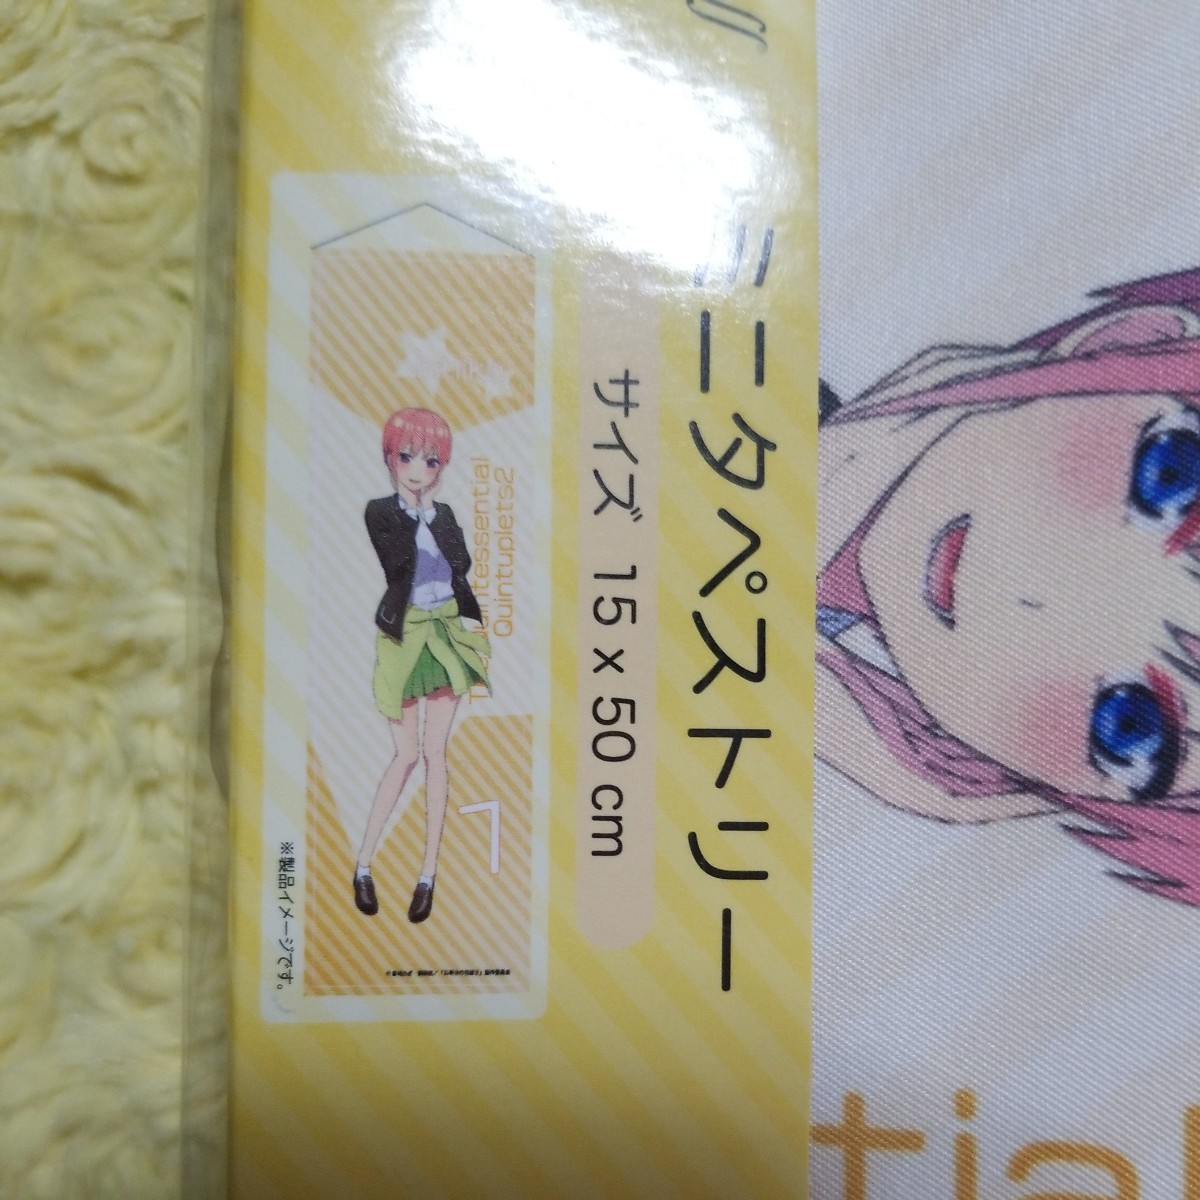 ミニタペストリー
サイズ 15 x 50 cm
The Quintessential
Quintuplets2
※製品イメージです。
tial